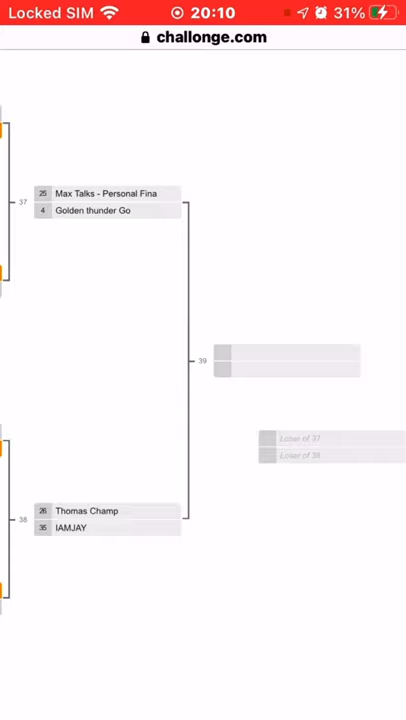 Locked SIM 20:10 31%
challonge.com
37
25 Max Talks - Personal Fina
4 Golden thunder Go
39
Loser of 37
Loser of 38
38
26 Thomas Champ
35 IAMJAY